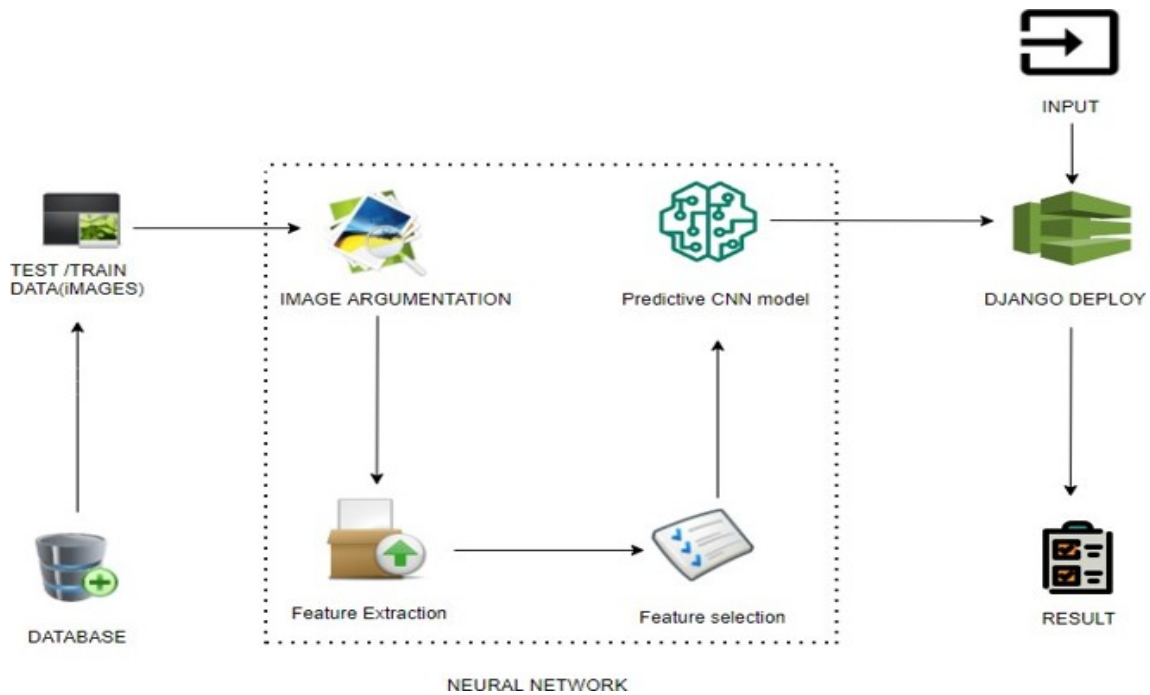 INPUT
TEST /TRAIN
DATA(iMAGES)
IMAGE ARGUMENTATION
Predictive CNN model
DJANGO DEPLOY
DATABASE
Feature Extraction
Feature selection
RESULT
NEURAL NETWORK